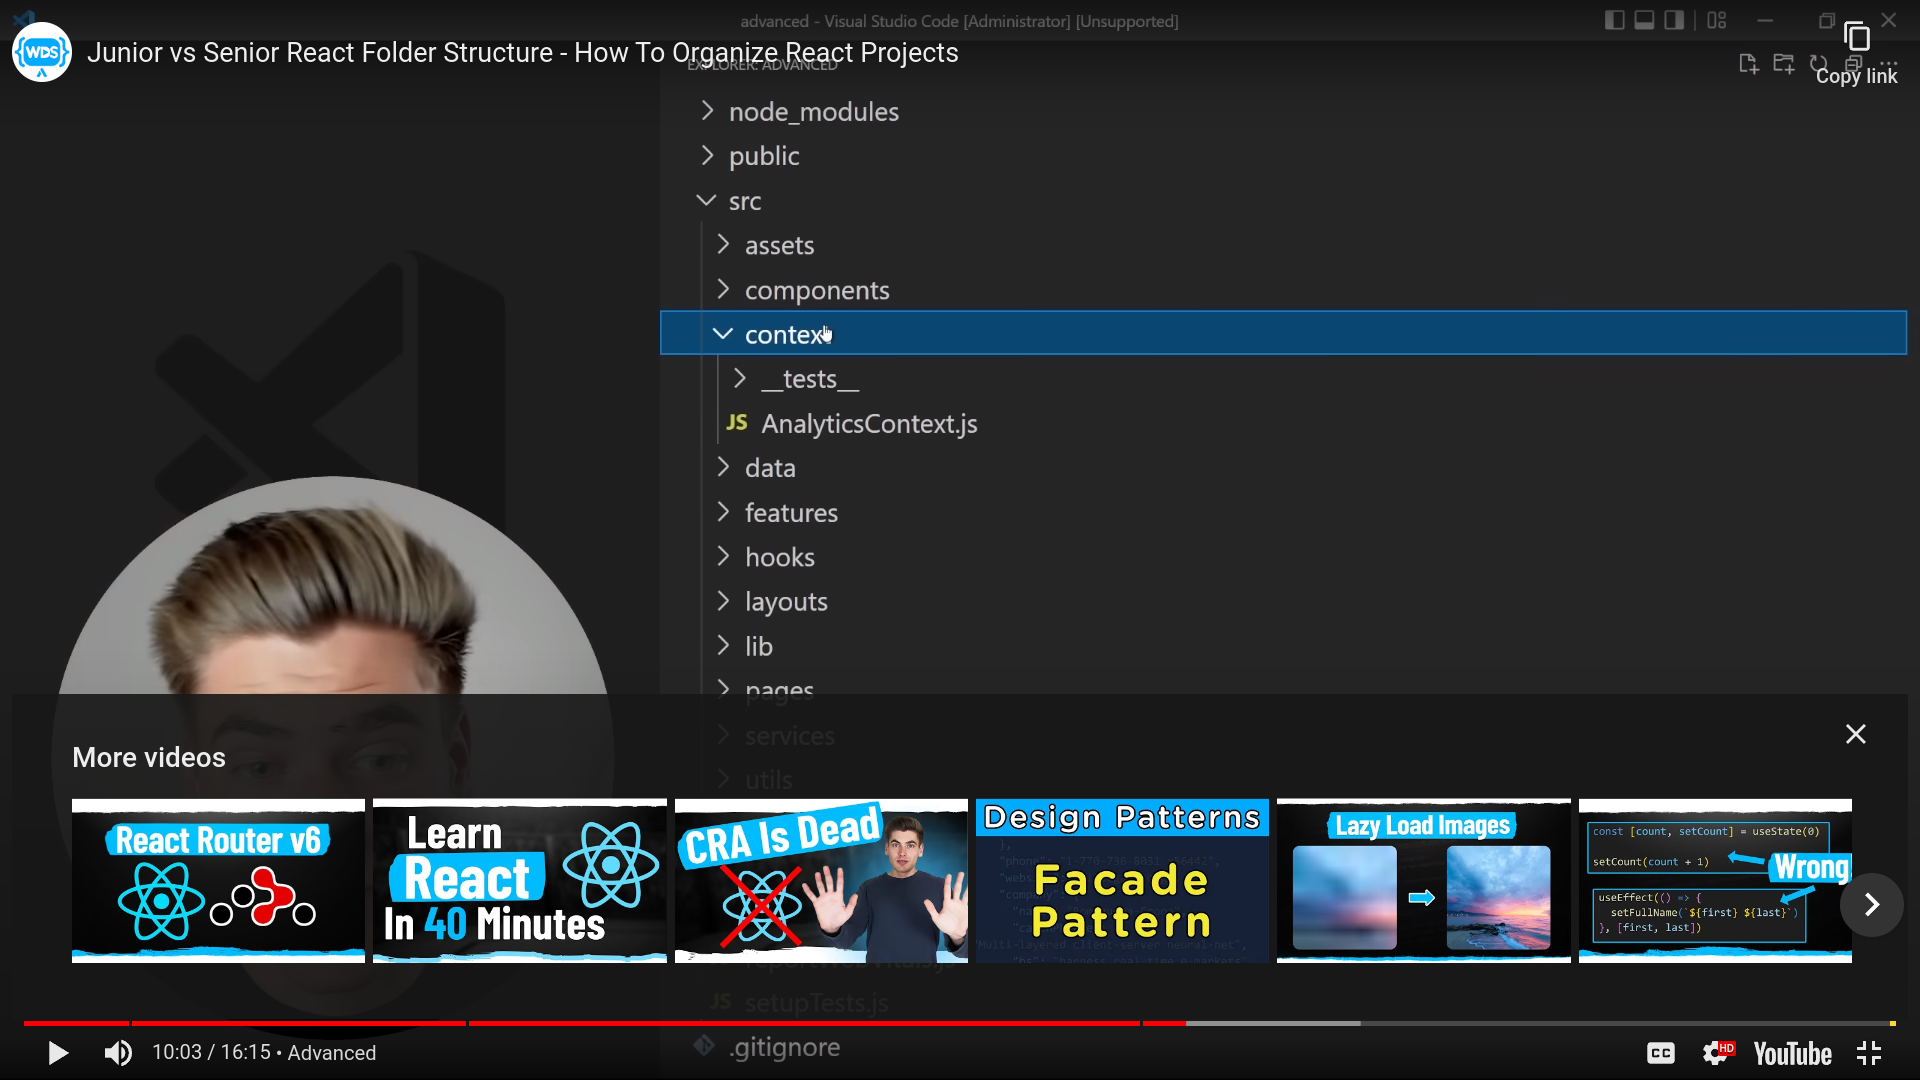 advanced - Visual Studio Code [Administrator] [Unsupported]
WDS
Junior vs Senior React Folder Structure - How To Organize React Projects
EXPLORER: ADVANCED
Copy link
node_modules
public
src
assets
components
context
__tests__
JS AnalyticsContext.js
data
features
hooks
layouts
lib
pages
services
utils
More videos
React Router v6
Learn
React
In 40 Minutes
CRA Is Dead
Design Patterns
Facade
Pattern
Lazy Load Images
const [count, setCount] = useState(0)
setCount(count + 1)
Wrong
useEffect(() => {
setFullName(`${first} ${last}`)
}, [first, last])
reportWebVitals.js
JS setupTests.js
.gitignore
10:03 / 16:15 • Advanced
CC
HD
YouTube